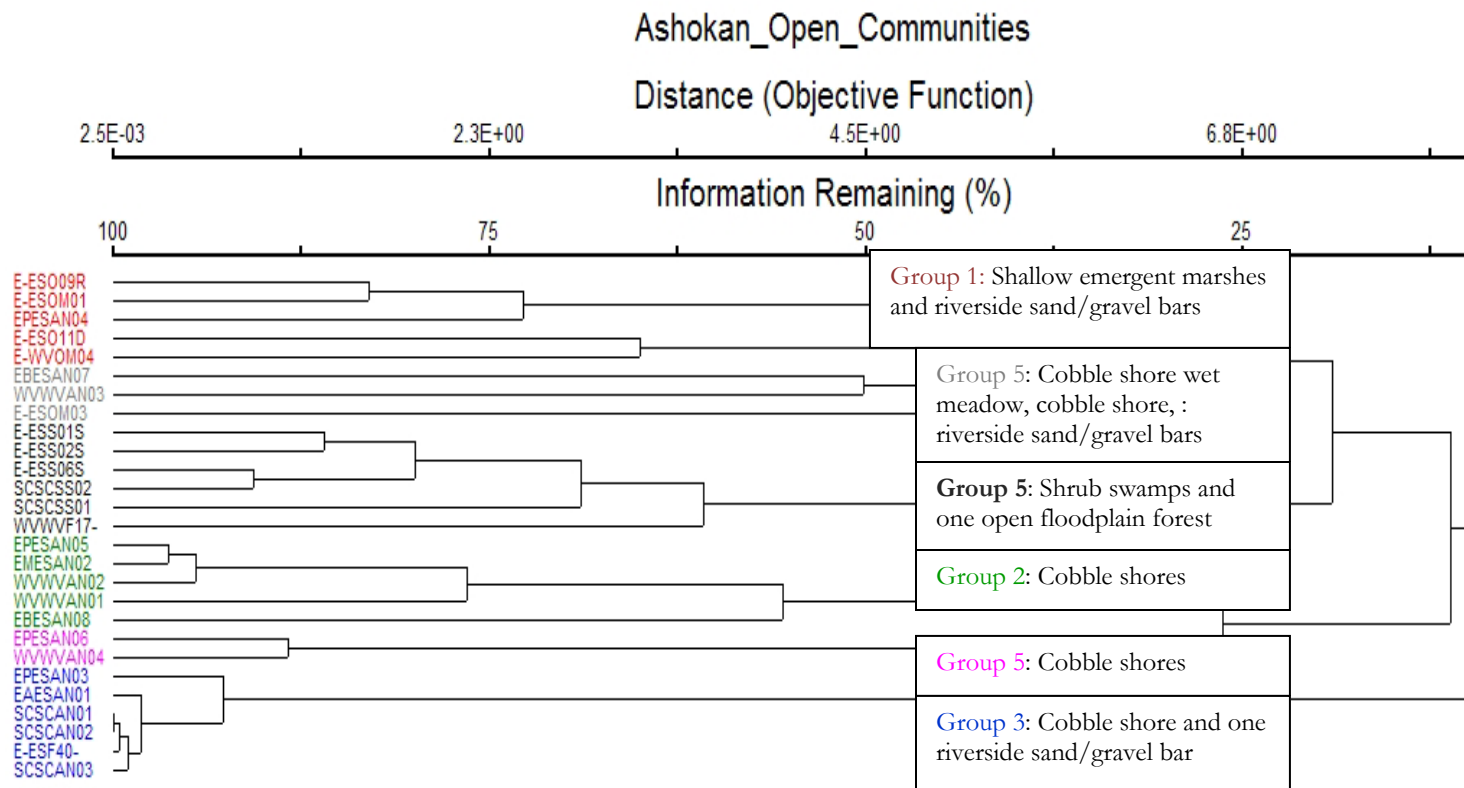 Ashokan_Open_Communities
Distance (Objective Function)
2.5E-03 2.3E+00 4.5E+00 6.8E+00
Information Remaining (%)
100 75 50 25
E-ESO09R
E-ESOM01
EPESAN04
E-ESO11D
E-WVOM04
EBESAN07
WVWVAN03
E-ESOM03
E-ESS01S
E-ESS02S
E-ESS06S
SCSCSS02
SCSCSS01
WVWVF17-
EPESAN05
EMESAN02
WVWVAN02
WVWVAN01
EBESAN08
EPESAN06
WVWVAN04
EPESAN03
EAESAN01
SCSCAN01
SCSCAN02
E-ESF40-
SCSCAN03
Group 1: Shallow emergent marshes
and riverside sand/gravel bars
Group 5: Cobble shore wet
meadow, cobble shore, :
riverside sand/gravel bars
Group 5: Shrub swamps and
one open floodplain forest
Group 2: Cobble shores
Group 5: Cobble shores
Group 3: Cobble shore and one
riverside sand/gravel bar